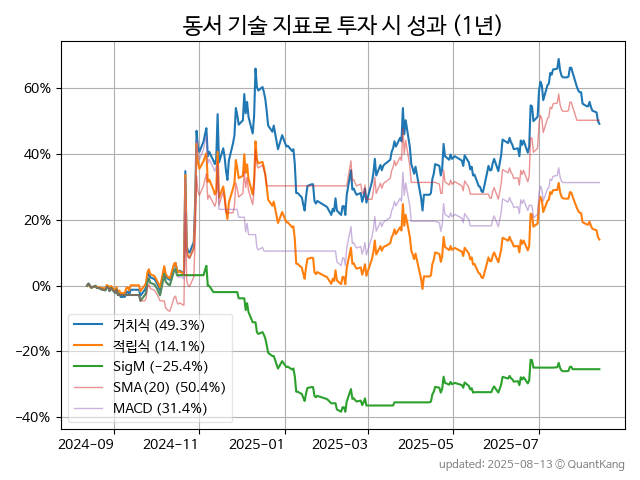 동서 기술 지표로 투자 시 성과 (1년)
60%
40%
20%
0%
−20%
−40%
거치식 (49.3%)
적립식 (14.1%)
SigM (−25.4%)
SMA(20) (50.4%)
MACD (31.4%)
2024-09 2024-11 2025-01 2025-03 2025-05 2025-07
updated: 2025-08-13 © QuantKang